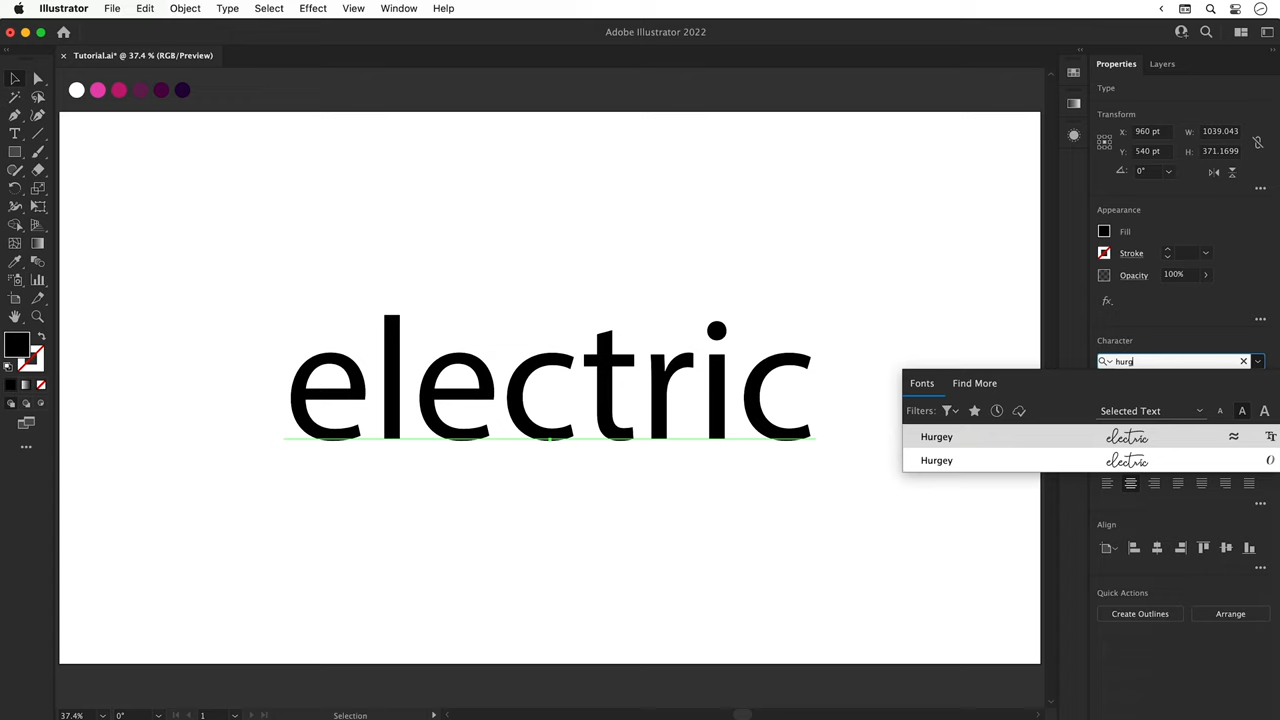 Illustrator File Edit Object Type Select Effect View Window Help
Adobe Illustrator 2022
Tutorial.ai* @ 37.4 % (RGB/Preview)
Properties Layers
Type
Transform
X: 960 pt W: 1039.043
Y: 540 pt H: 371.1699
0°
Appearance
Fill
Stroke
Opacity 100%
fx.
Character
hurg
electric
Fonts Find More
Filters: Selected Text A A A
Hurgey electric
Hurgey electric
Align
Quick Actions
Create Outlines Arrange
37.4% 0° 1 Selection